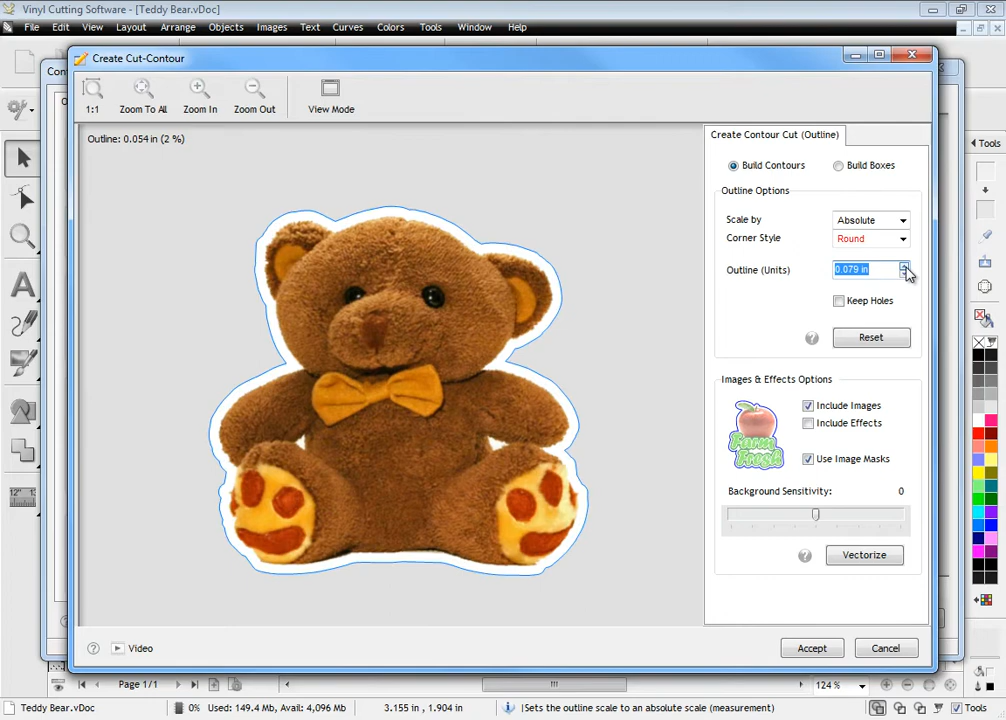 Vinyl Cutting Software - [Teddy Bear.vDoc]
File Edit View Layout Arrange Objects Images Text Curves Colors Tools Window Help
Create Cut-Contour
1:1 Zoom To All Zoom In Zoom Out View Mode
Outline: 0.054 in (2 %)
Create Contour Cut (Outline)
Tools
Build Contours Build Boxes
Outline Options
Scale by Absolute
Corner Style Round
Outline (Units) 0.079 in
Keep Holes
Reset
Images & Effects Options
Include Images
Include Effects
Farm Fresh
Use Image Masks
Background Sensitivity: 0
Vectorize
Video
Accept Cancel
Page 1/1
124 %
Teddy Bear.vDoc 0% Used: 149.4 Mb, Avail: 4,096 Mb 3.155 in , 1.904 in [Sets the outline scale to an absolute scale (measurement) Tools